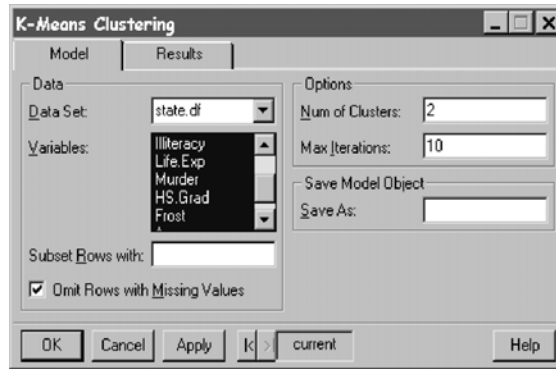 K-Means Clustering
Model
Results
Data
Data Set:
state.df
Variables:
Illiteracy
Life.Exp
Murder
HS.Grad
Frost
Subset Rows with:
Omit Rows with Missing Values
Options
Num of Clusters:
2
Max Iterations:
10
Save Model Object
Save As:
OK
Cancel
Apply
current
Help